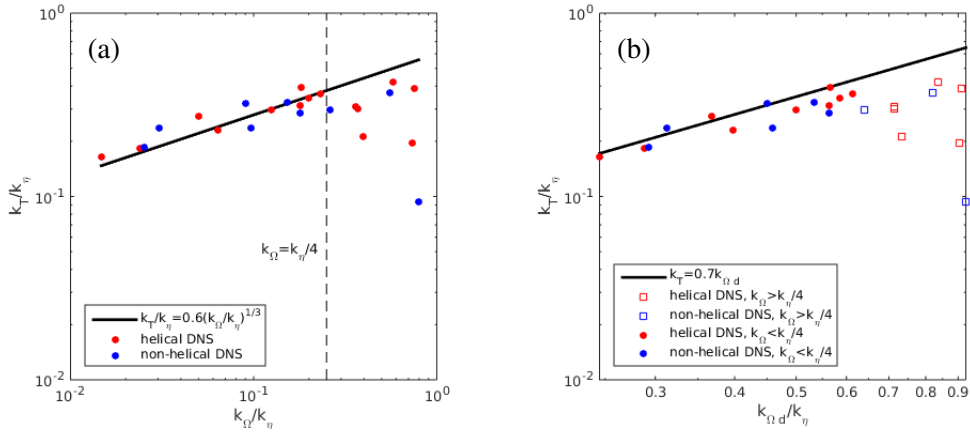 (a)
10^0
10^-1
10^-2
k_T/k_η
k_Ω=k_η/4
k_T/k_η=0.6(k_Ω/k_η)^1/3
helical DNS
non-helical DNS
10^-2
10^-1
10^0
k_Ω/k_η
(b)
10^0
10^-1
10^-2
k_T/k_η
k_T=0.7k_Ω d
helical DNS, k_Ω>k_η/4
non-helical DNS, k_Ω>k_η/4
helical DNS, k_Ω<k_η/4
non-helical DNS, k_Ω<k_η/4
0.3
0.4
0.5
0.6
0.7
0.8
0.9
k_Ω d/k_η